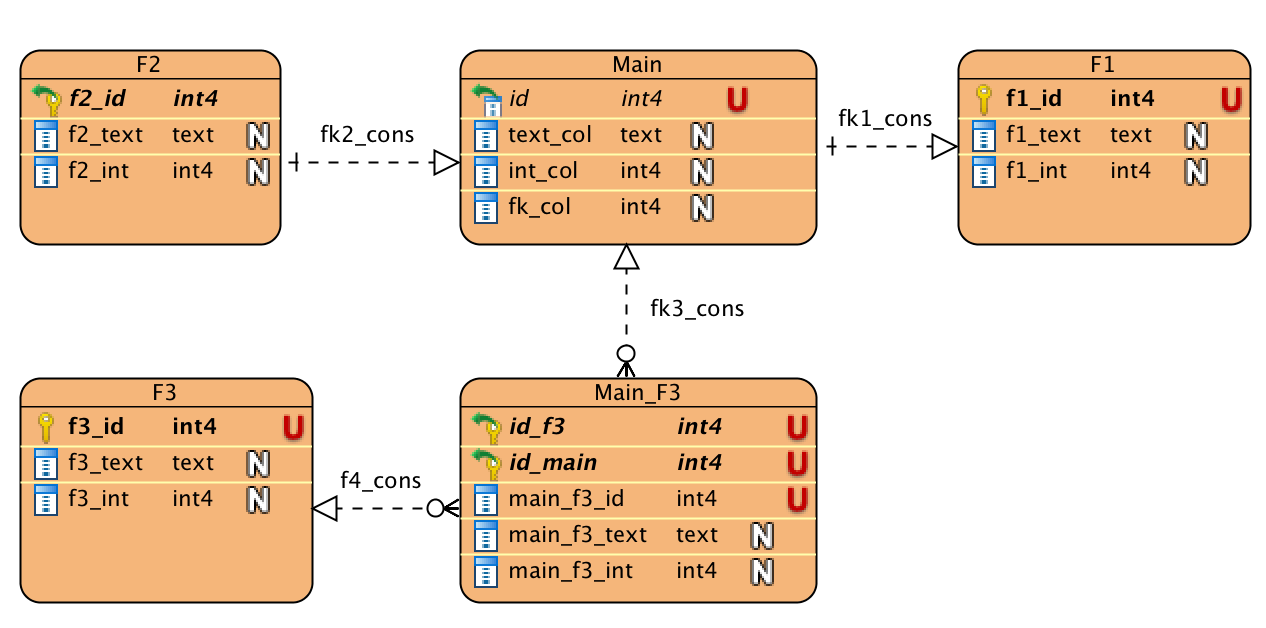 F2
f2_id int4
f2_text text N
f2_int int4 N
fk2_cons
Main
id int4 U
text_col text N
int_col int4 N
fk_col int4 N
fk1_cons
F1
f1_id int4 U
f1_text text N
f1_int int4 N
fk3_cons
F3
f3_id int4 U
f3_text text N
f3_int int4 N
f4_cons
Main_F3
id_f3 int4 U
id_main int4 U
main_f3_id int4 U
main_f3_text text N
main_f3_int int4 N